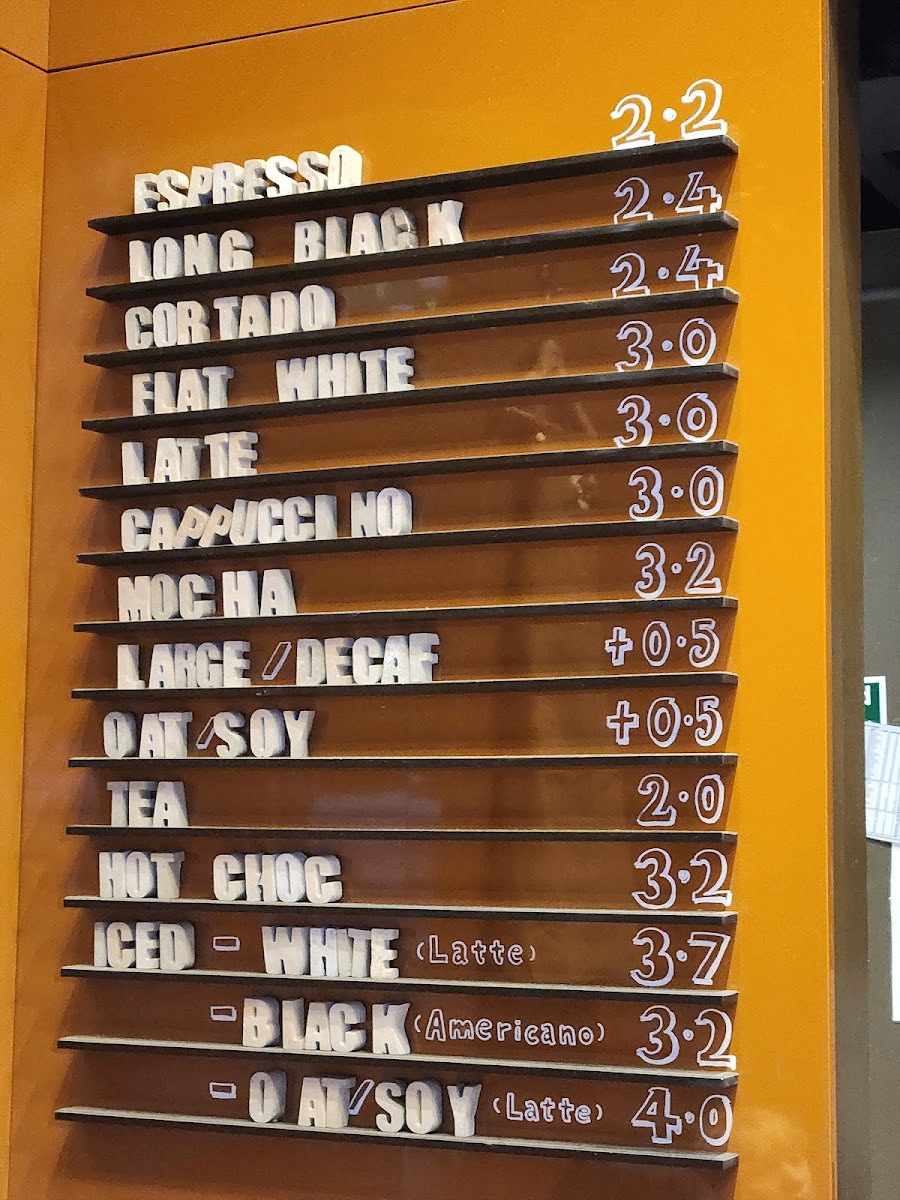 ESPRESSO 2.2
LONG BLACK 2.4
CORTADO 2.4
FLAT WHITE 3.0
LATTE 3.0
CAPPUCCINO 3.0
MOCHA 3.2
LARGE / DECAF +0.5
OAT/SOY +0.5
TEA 2.0
HOT CHOC 3.2
ICED - WHITE (Latte) 3.7
- BLACK (Americano) 3.2
- OAT/SOY (Latte) 4.0